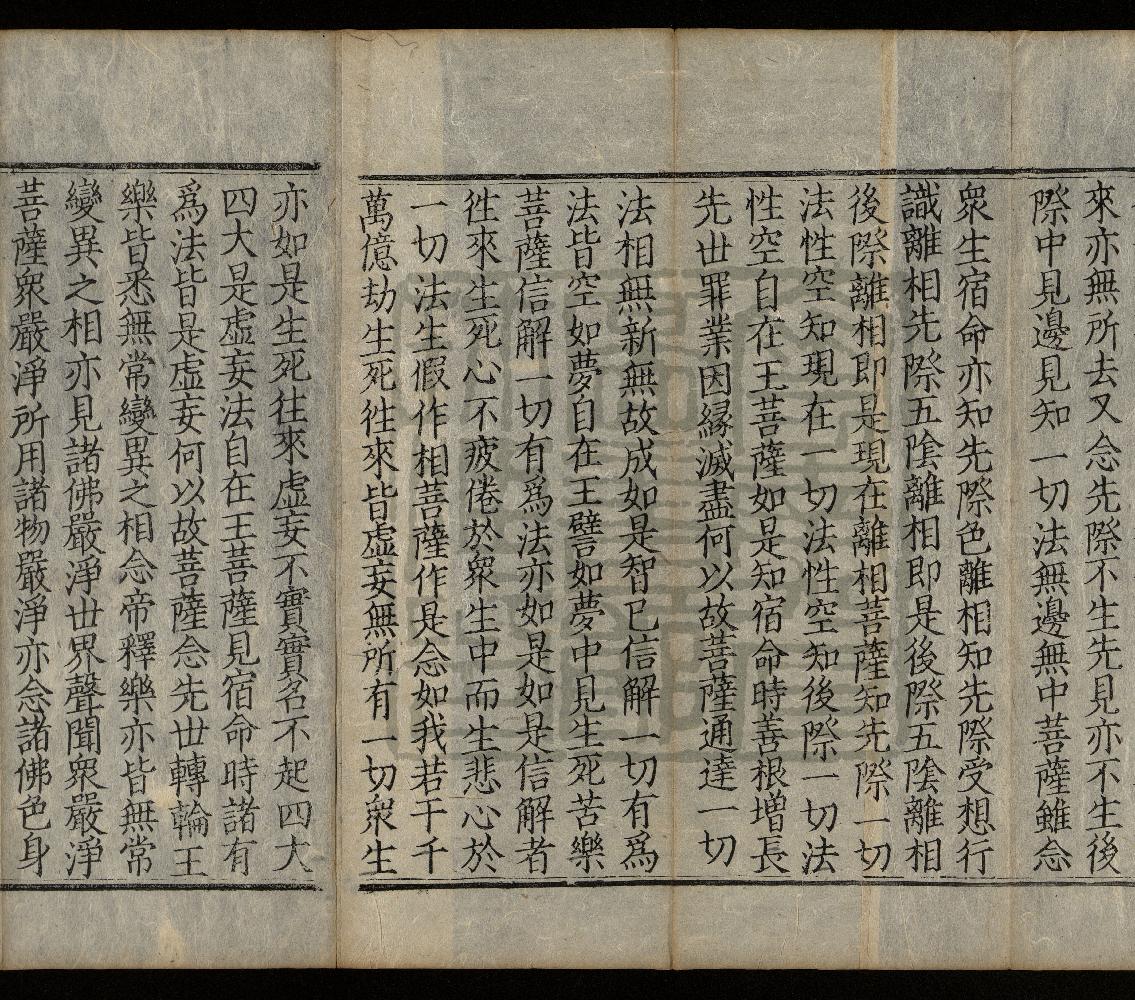 來亦無所去又念先際不生先見亦不生後
際中見邊見知一切法無邊無中菩薩雖念
衆生宿命亦知先際色離相知先際受想行
識離相先際五陰離相即是後際五陰離相
後際離相即是現在離相菩薩知先際一切
法性空知現在一切法性空知後際一切法
性空自在王菩薩如是知宿命時善根增長
先世罪業因緣滅盡何以故菩薩通達一切
法相無新無故成如是智已信解一切有爲
法皆空如夢自在王譬如夢中見生死苦樂
菩薩信解一切有爲法亦如是如是信解者
徃來生死心不疲倦於衆生中而生悲心於
一切法生假作相菩薩作是念如我若干千
萬億劫生死徃來皆虛妄無所有一切衆生
亦如是生死往來虛妄不實實名不起四大
四大是虛妄法自在王菩薩見宿命時諸有
爲法皆是虛妄何以故菩薩念先世轉輪王
樂皆悉無常變異之相念帝釋樂亦皆無常
變異之相亦見諸佛嚴淨世界聲聞衆嚴淨
菩薩衆嚴淨所用諸物嚴淨亦念諸佛色身